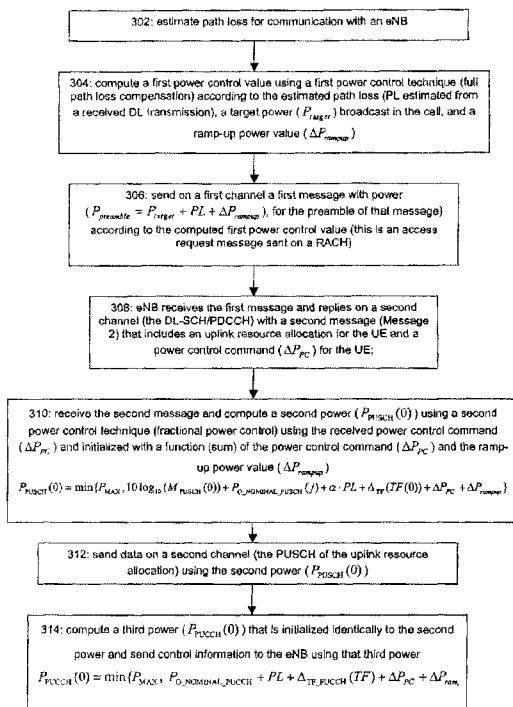 302: estimate path loss for communication with an eNB
304: compute a first power control value using a first power control technique (full
path loss compensation) according to the estimated path loss (PL estimated from
a received DL transmission), a target power (P_target) broadcast in the cell, and a
ramp-up power value (ΔP_rampup)
306: send on a first channel a first message with power
(P_preamble = P_target + PL + ΔP_rampup), for the preamble of that message)
according to the computed first power control value (this is an access
request message sent on a RACH)
308: eNB receives the first message and replies on a second
channel (the DL-SCH/PDCCH) with a second message (Message
2) that includes an uplink resource allocation for the UE and a
power control command (ΔP_PC) for the UE;
310: receive the second message and compute a second power (P_PUSCH(0)) using a second
power control technique (fractional power control) using the received power control command
(ΔP_PC) and initialized with a function (sum) of the power control command (ΔP_PC) and the ramp-
up power value (ΔP_rampup)
P_PUSCH(0) = min{P_MAX, 10 log_10(M_PUSCH(0)) + P_O_NOMINAL_PUSCH(j) + α · PL + Δ_TF(TF(0)) + ΔP_PC + ΔP_rampup}
312: send data on a second channel (the PUSCH of the uplink resource
allocation) using the second power (P_PUSCH(0))
314: compute a third power (P_PUCCH(0)) that is initialized identically to the second
power and send control information to the eNB using that third power
P_PUCCH(0) = min{P_MAX, P_O_NOMINAL_PUCCH + PL + Δ_TF_PUCCH(TF) + ΔP_PC + ΔP_ram,